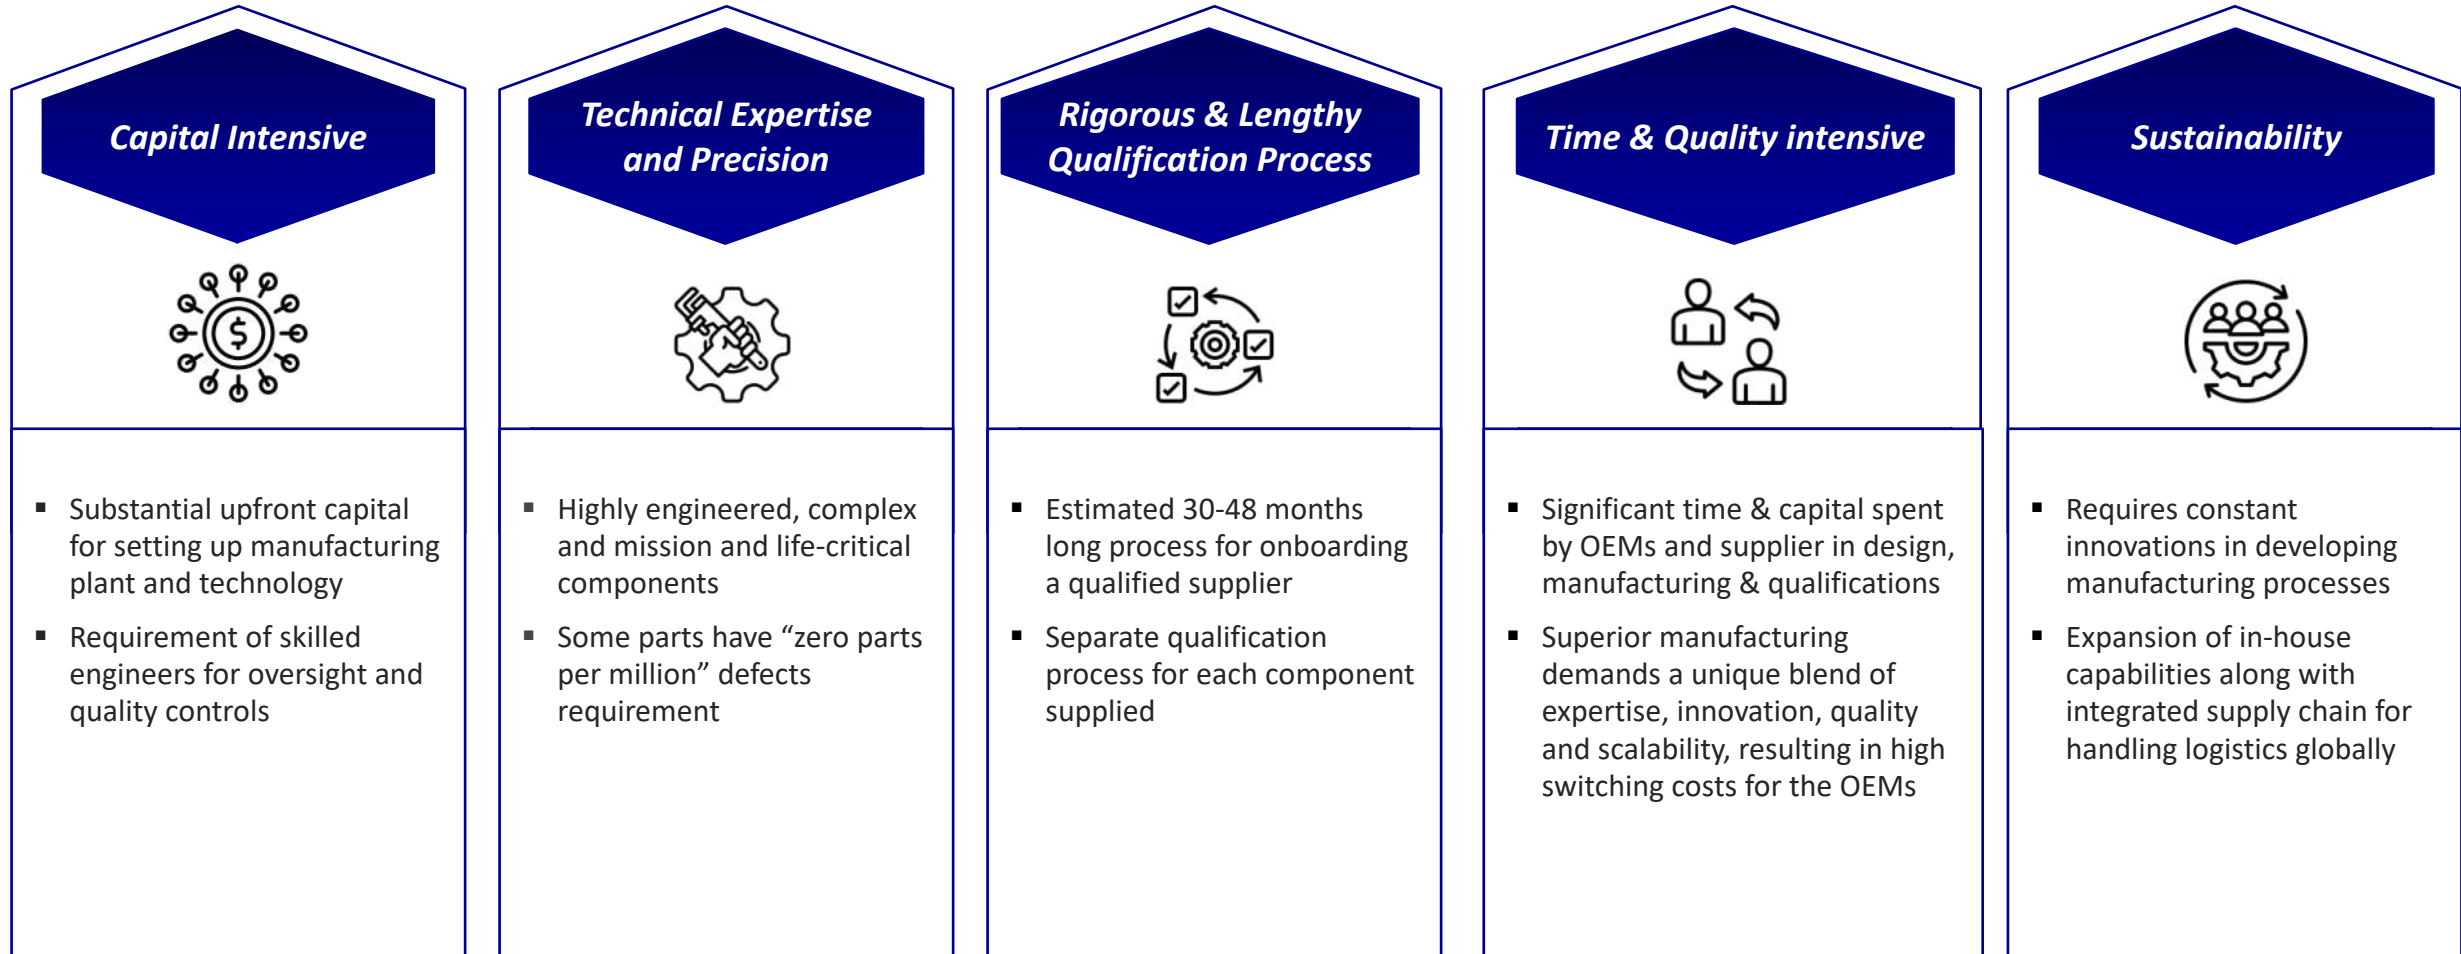 Capital Intensive
▪ Substantial upfront capital
for setting up manufacturing
plant and technology
▪ Requirement of skilled
engineers for oversight and
quality controls
Technical Expertise
and Precision
▪ Highly engineered, complex
and mission and life-critical
components
▪ Some parts have “zero parts
per million” defects
requirement
Rigorous & Lengthy
Qualification Process
▪ Estimated 30-48 months
long process for onboarding
a qualified supplier
▪ Separate qualification
process for each component
supplied
Time & Quality intensive
▪ Significant time & capital spent
by OEMs and supplier in design,
manufacturing & qualifications
▪ Superior manufacturing
demands a unique blend of
expertise, innovation, quality
and scalability, resulting in high
switching costs for the OEMs
Sustainability
▪ Requires constant
innovations in developing
manufacturing processes
▪ Expansion of in-house
capabilities along with
integrated supply chain for
handling logistics globally
$